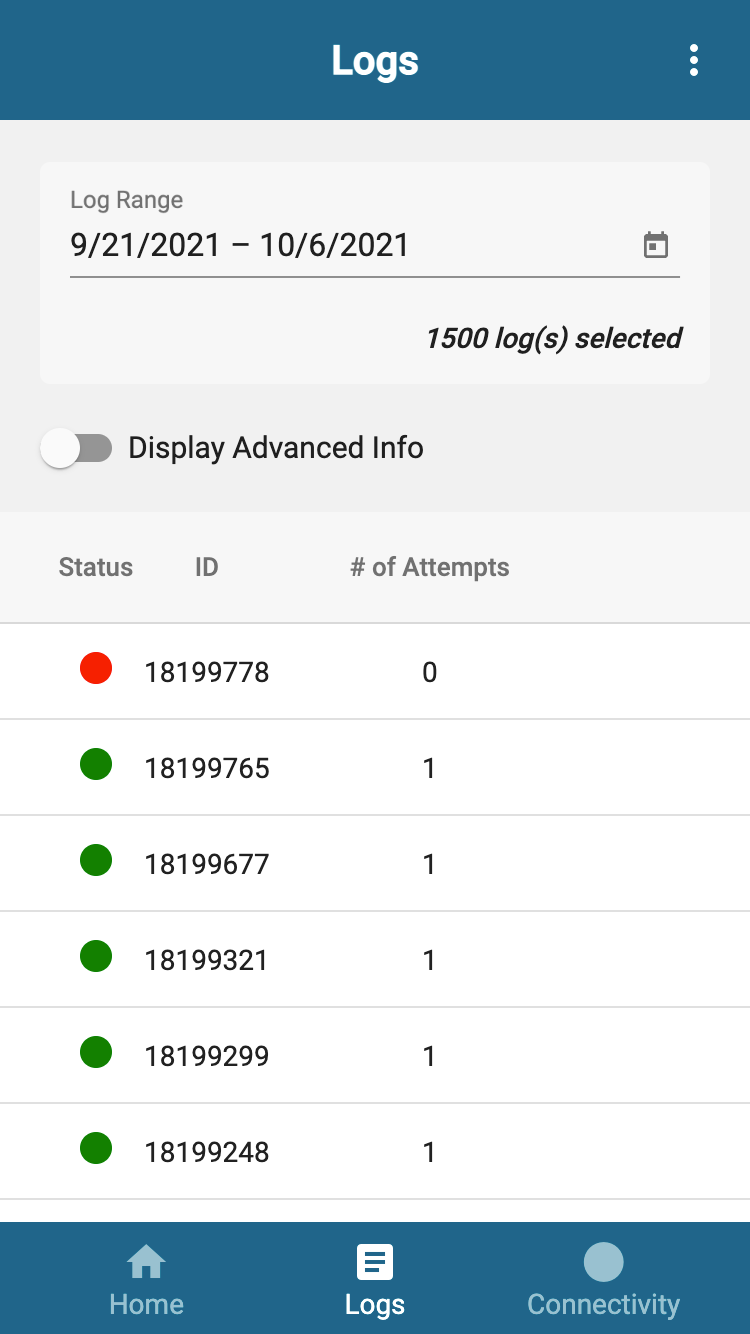 Logs
Log Range
9/21/2021 – 10/6/2021
1500 log(s) selected
Display Advanced Info
Status ID # of Attempts
18199778 0
18199765 1
18199677 1
18199321 1
18199299 1
18199248 1
Home Logs Connectivity